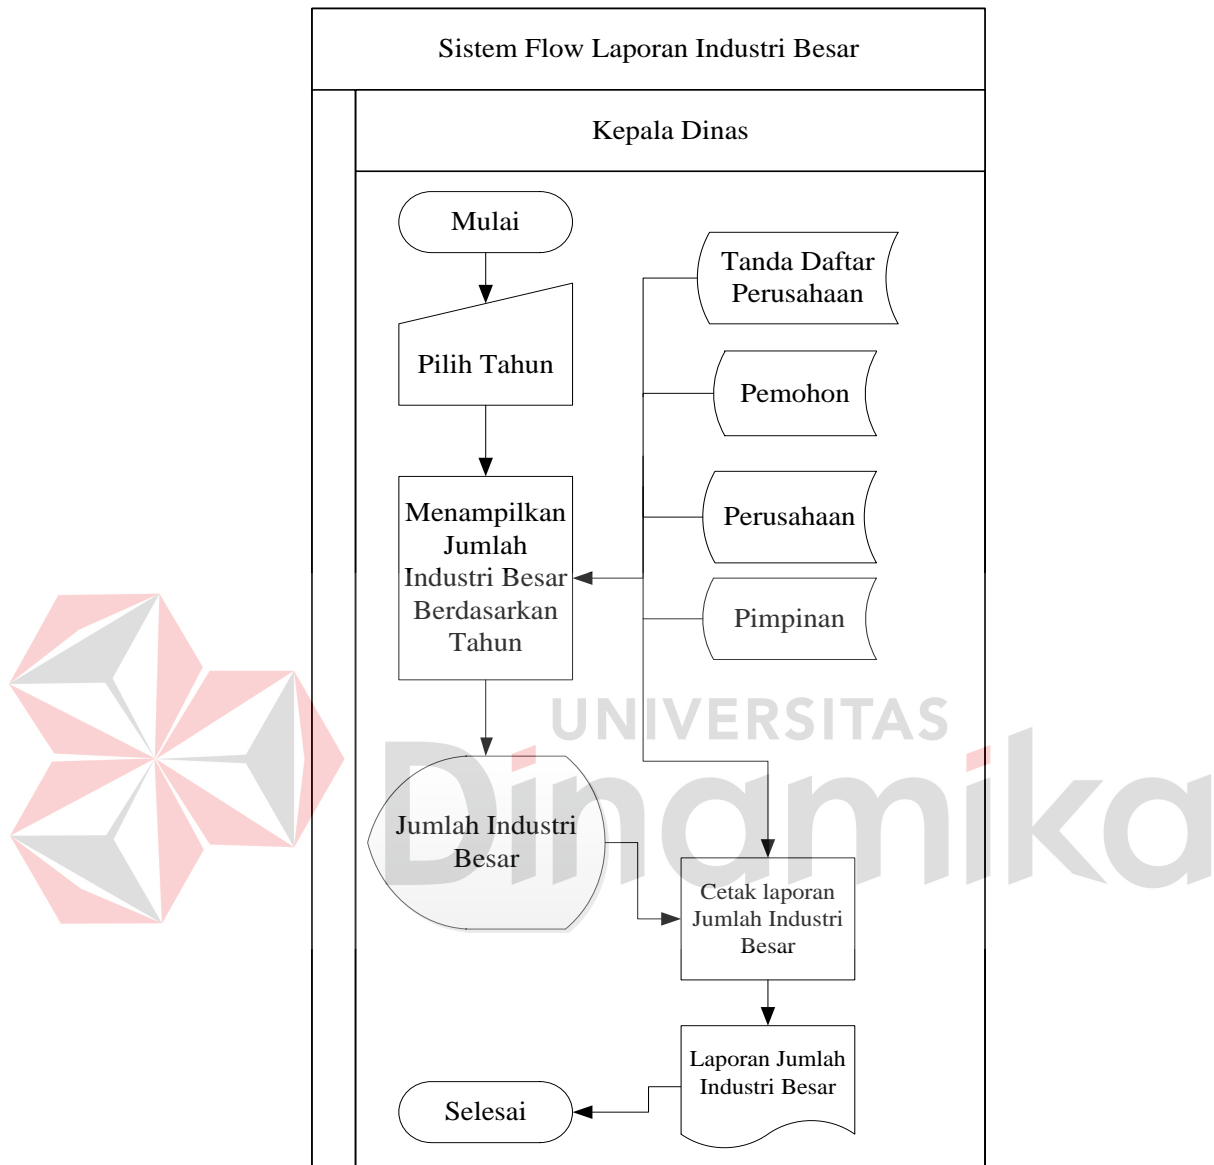 Sistem Flow Laporan Industri Besar
Kepala Dinas
Mulai
Tanda Daftar
Perusahaan
Pilih Tahun
Pemohon
Menampilkan
Jumlah
Industri Besar
Berdasarkan
Tahun
Perusahaan
Pimpinan
UNIVERSITAS
Dinamika
Jumlah Industri
Besar
Cetak laporan
Jumlah Industri
Besar
Laporan Jumlah
Industri Besar
Selesai